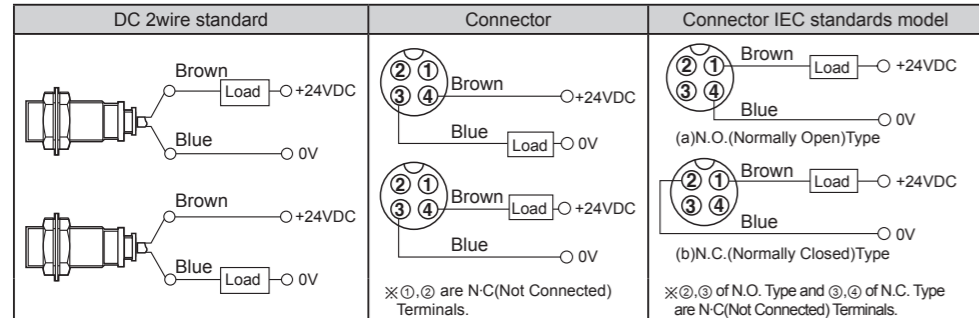 DC 2wire standard
Brown
Load +24VDC
Blue
0V
Brown
+24VDC
Blue
Load 0V
Connector
② ①
③ ④
Brown
+24VDC
Blue
Load 0V
② ①
③ ④
Brown
Load +24VDC
Blue
0V
※①,② are N·C(Not Connected)
Terminals.
Connector IEC standards model
② ①
③ ④
Brown
Load +24VDC
Blue
0V
(a)N.O.(Normally Open)Type
② ①
③ ④
Brown
Load +24VDC
Blue
0V
(b)N.C.(Normally Closed)Type
※②,③ of N.O. Type and ③,④ of N.C. Type
are N·C(Not Connected) Terminals.